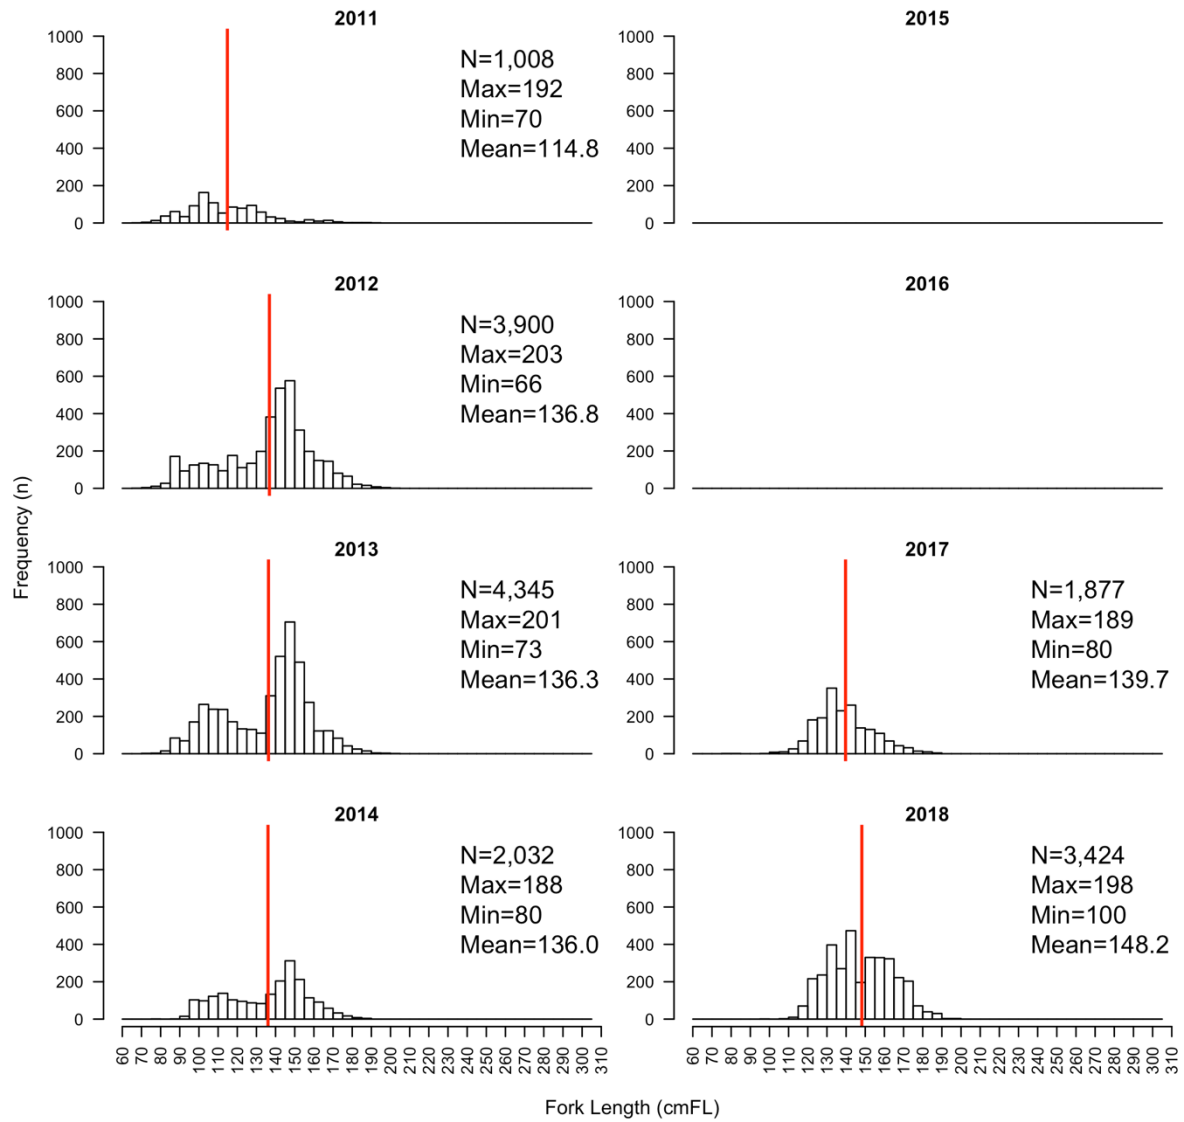 2011
1000
800
600
400
200
0
N=1,008
Max=192
Min=70
Mean=114.8
2015
1000
800
600
400
200
0
2012
1000
800
600
400
200
0
N=3,900
Max=203
Min=66
Mean=136.8
2016
1000
800
600
400
200
0
Frequency (n)
2013
1000
800
600
400
200
0
N=4,345
Max=201
Min=73
Mean=136.3
2017
1000
800
600
400
200
0
N=1,877
Max=189
Min=80
Mean=139.7
2014
1000
800
600
400
200
0
N=2,032
Max=188
Min=80
Mean=136.0
60 70 80 90 100 110 120 130 140 150 160 170 180 190 200 210 220 230 240 250 260 270 280 290 300 310
2018
1000
800
600
400
200
0
N=3,424
Max=198
Min=100
Mean=148.2
60 70 80 90 100 110 120 130 140 150 160 170 180 190 200 210 220 230 240 250 260 270 280 290 300 310
Fork Length (cmFL)